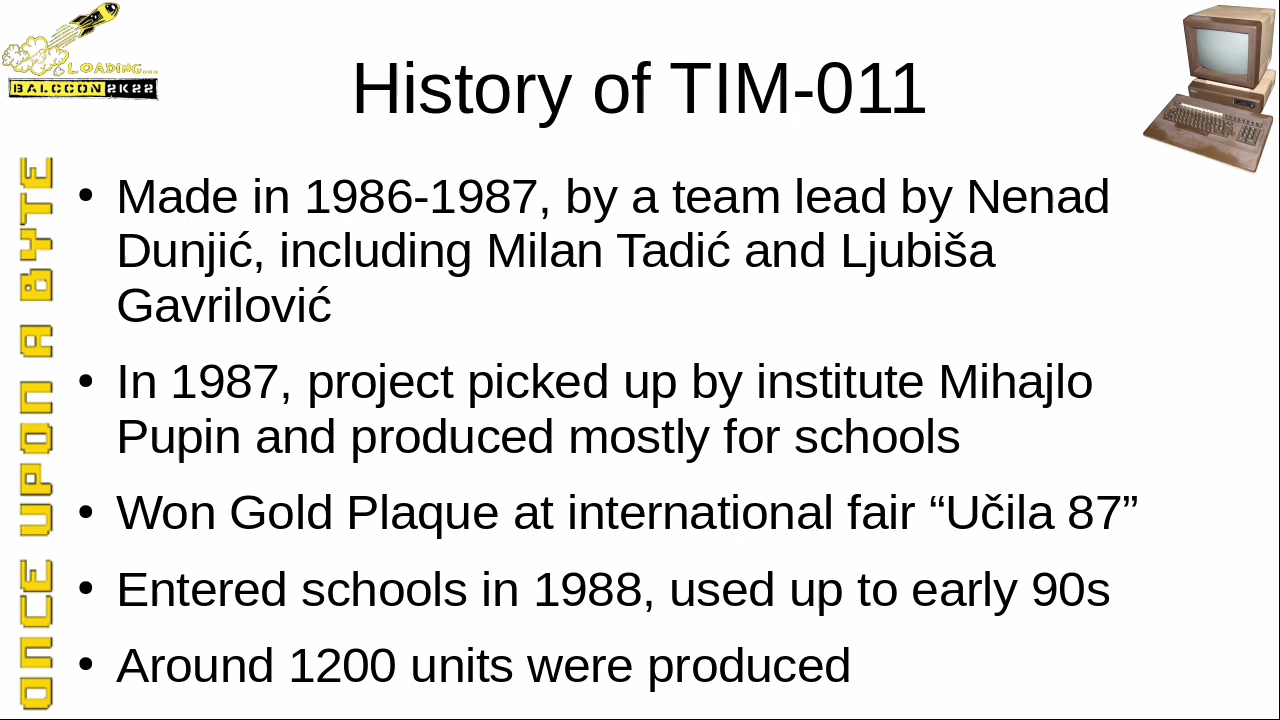 LOADING....
BALCCON2K22
History of TIM-011
ONCE UPON A BYTE
• Made in 1986-1987, by a team lead by Nenad
Dunjić, including Milan Tadić and Ljubiša
Gavrilović
• In 1987, project picked up by institute Mihajlo
Pupin and produced mostly for schools
• Won Gold Plaque at international fair “Učila 87”
• Entered schools in 1988, used up to early 90s
• Around 1200 units were produced